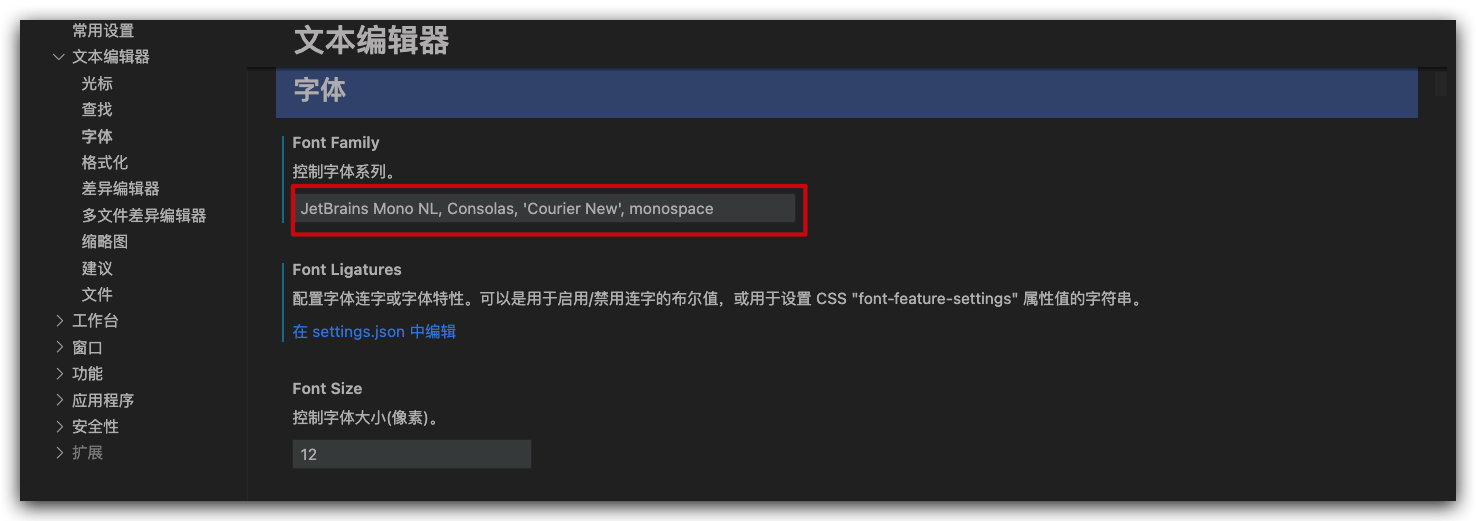 常用设置
文本编辑器
光标
查找
字体
格式化
差异编辑器
多文件差异编辑器
缩略图
建议
文件
工作台
窗口
功能
应用程序
安全性
扩展
文本编辑器
字体
Font Family
控制字体系列。
JetBrains Mono NL, Consolas, 'Courier New', monospace
Font Ligatures
配置字体连字或字体特性。可以是用于启用/禁用连字的布尔值，或用于设置 CSS "font-feature-settings" 属性值的字符串。
在 settings.json 中编辑
Font Size
控制字体大小(像素)。
12